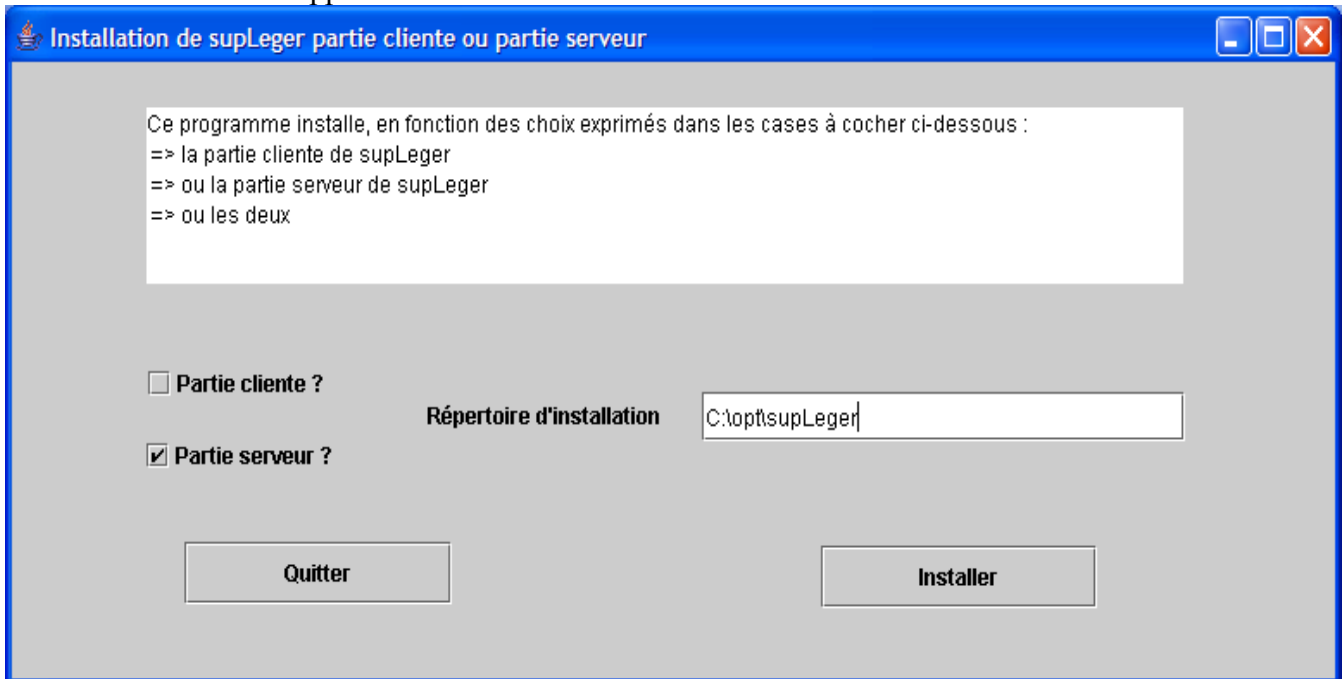 Installation de supLeger partie cliente ou partie serveur
Ce programme installe, en fonction des choix exprimés dans les cases à cocher ci-dessous :
=> la partie cliente de supLeger
=> ou la partie serveur de supLeger
=> ou les deux
Partie cliente ?
Répertoire d'installation
C:\opt\supLeger
Partie serveur ?
Quitter
Installer